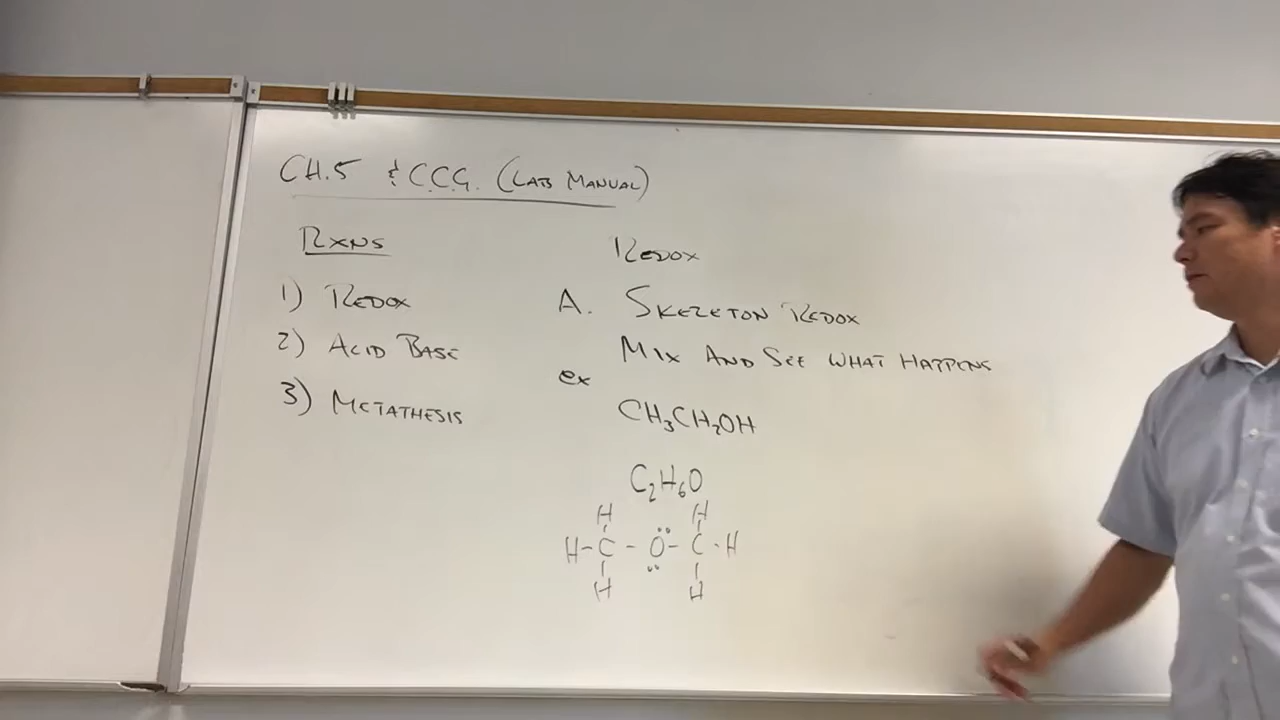 CH.5 & C.C.G. (LAB MANUAL)
RXNS
1) REDOX
2) ACID BASE
3) METATHESIS
REDOX
A. SKELETON REDOX
MIX AND SEE WHAT HAPPENS
ex
CH₃CH₂OH
C₂H₆O
H H
H-C-O-C-H
H H